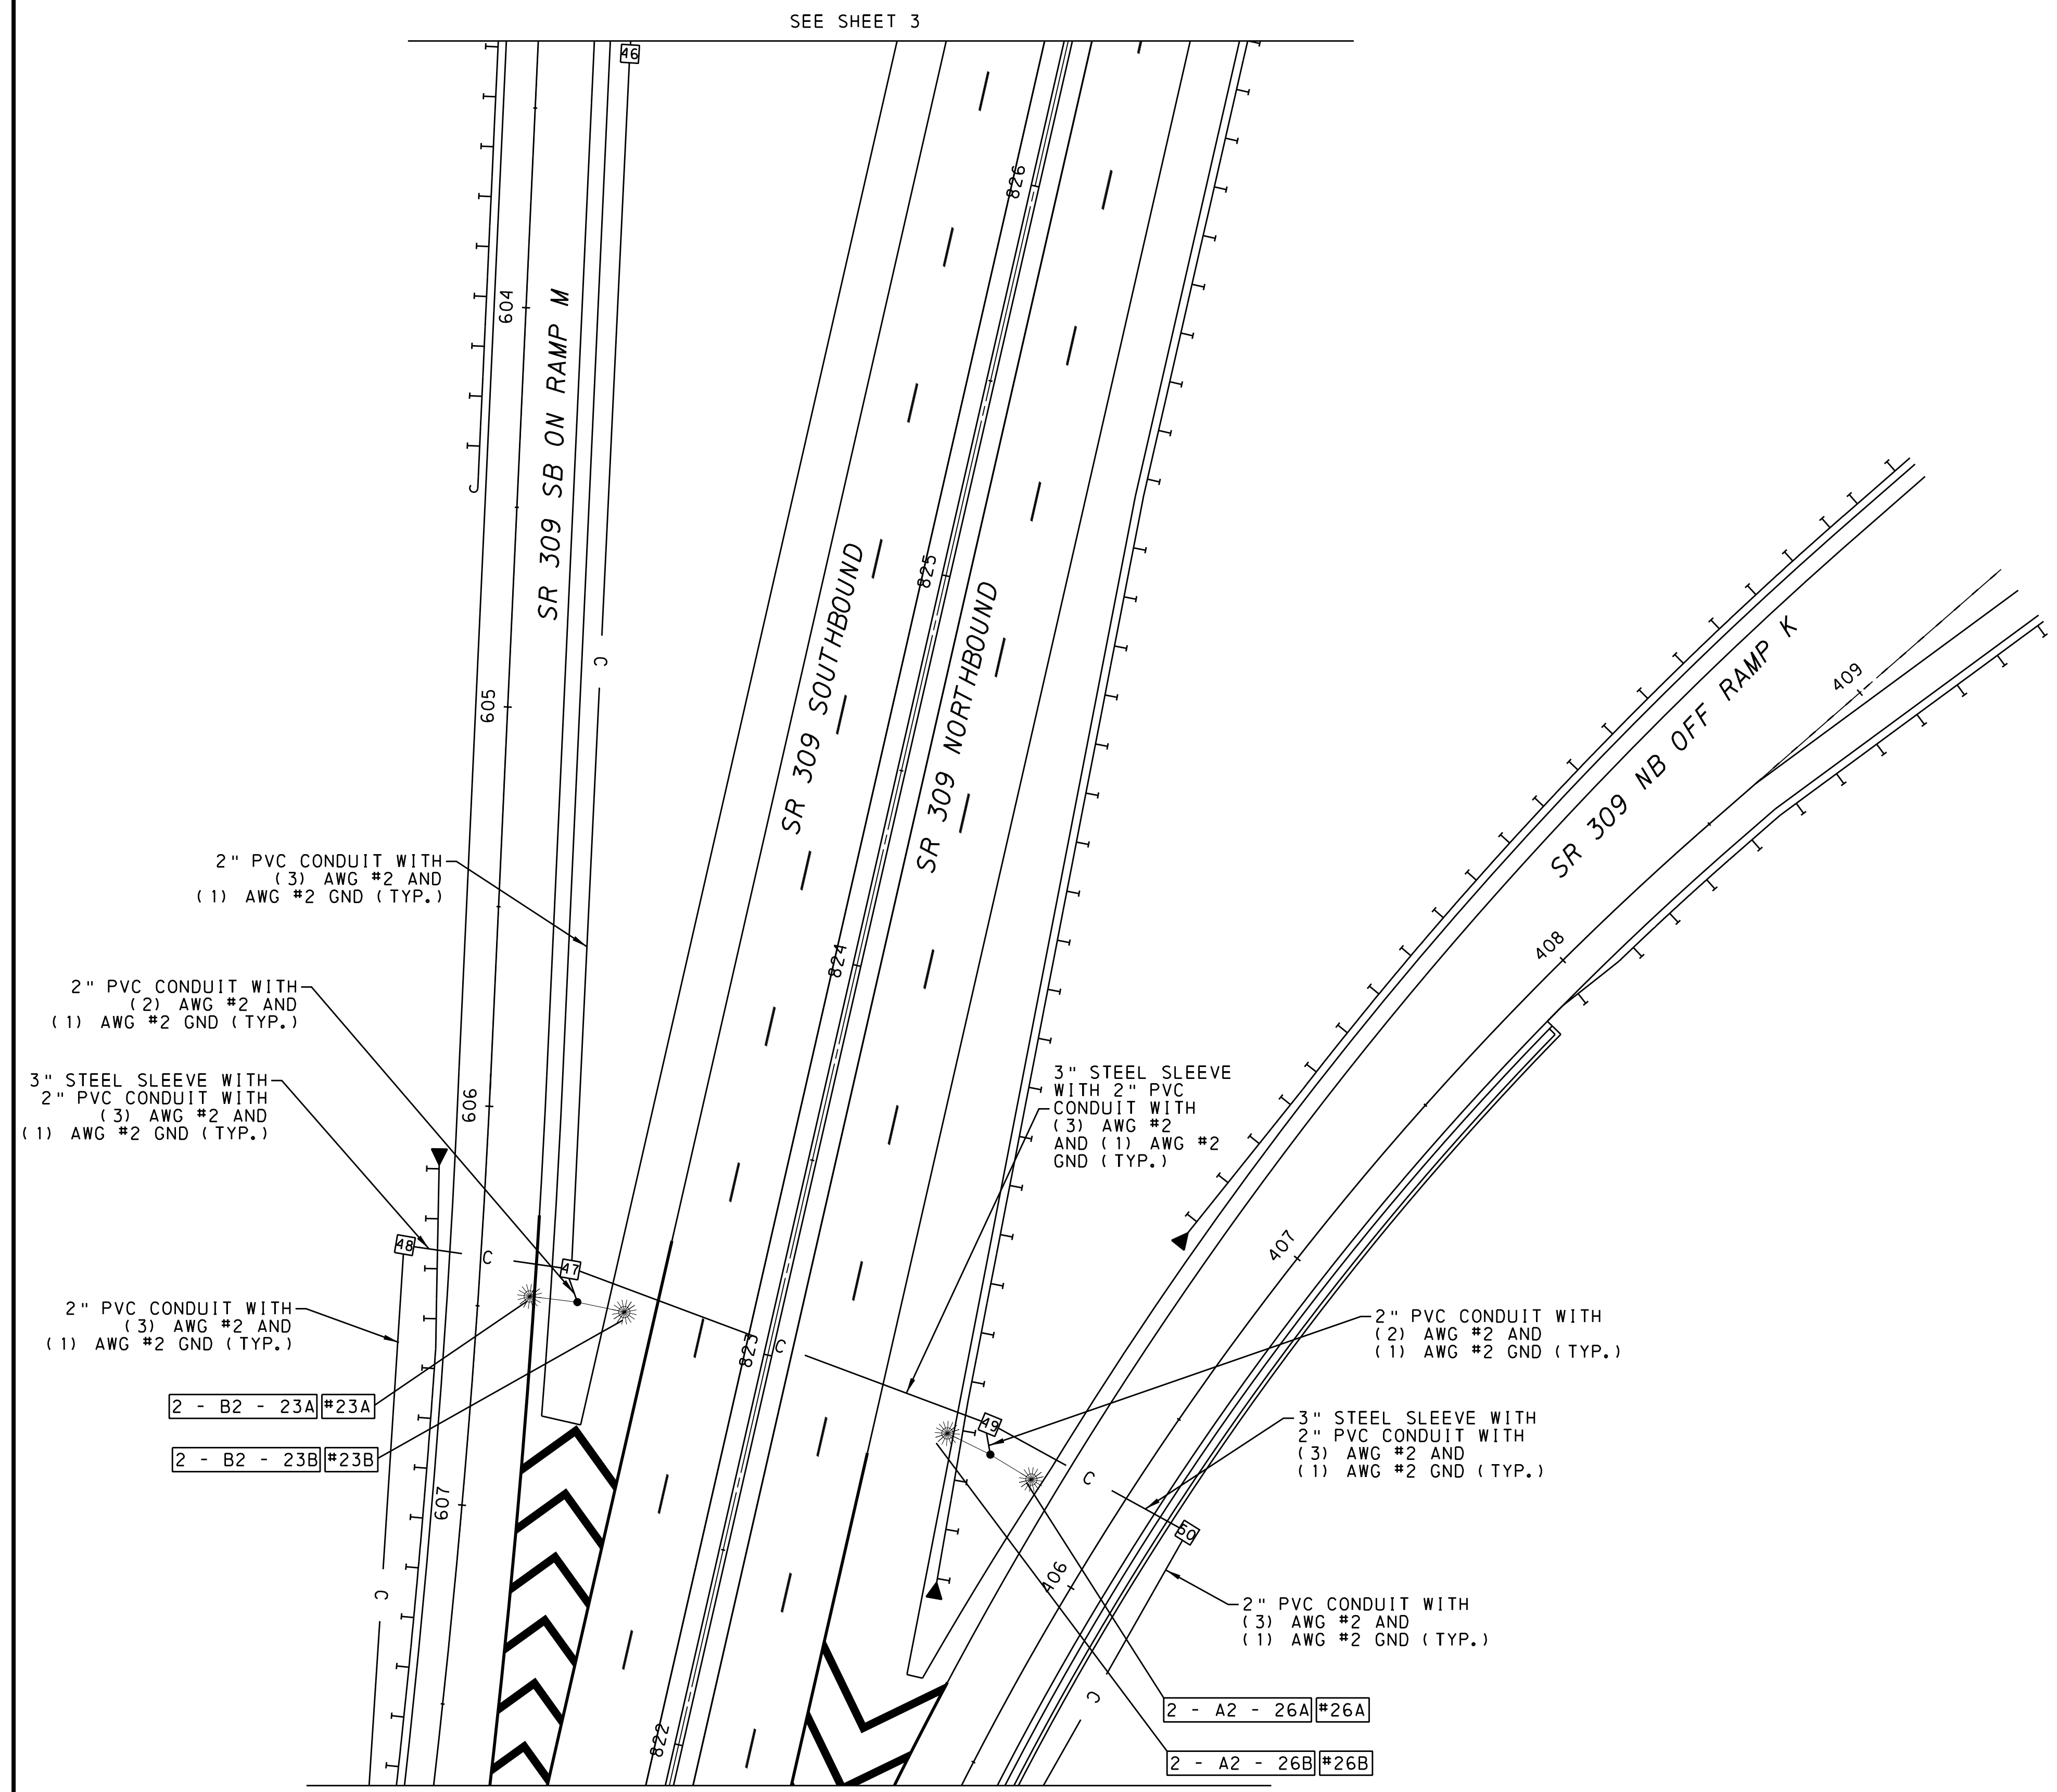 SEE SHEET 3
46
826
604
SR 309 SB ON RAMP M
825
SR 309 SOUTHBOUND
SR 309 NORTHBOUND
C
605
409
SR 309 NB OFF RAMP K
2" PVC CONDUIT WITH
(3) AWG #2 AND
(1) AWG #2 GND (TYP.)
824
408
2" PVC CONDUIT WITH
(2) AWG #2 AND
(1) AWG #2 GND (TYP.)
3" STEEL SLEEVE WITH
2" PVC CONDUIT WITH
(3) AWG #2 AND
(1) AWG #2 GND (TYP.)
606
3" STEEL SLEEVE
WITH 2" PVC
CONDUIT WITH
(3) AWG #2
AND (1) AWG #2
GND (TYP.)
48
C
47
407
2" PVC CONDUIT WITH
(3) AWG #2 AND
(1) AWG #2 GND (TYP.)
823
C
2" PVC CONDUIT WITH
(2) AWG #2 AND
(1) AWG #2 GND (TYP.)
2 - B2 - 23A #23A
2 - B2 - 23B #23B
49
C
3" STEEL SLEEVE WITH
2" PVC CONDUIT WITH
(3) AWG #2 AND
(1) AWG #2 GND (TYP.)
607
50
406
C
2" PVC CONDUIT WITH
(3) AWG #2 AND
(1) AWG #2 GND (TYP.)
C
2 - A2 - 26A #26A
822
2 - A2 - 26B #26B